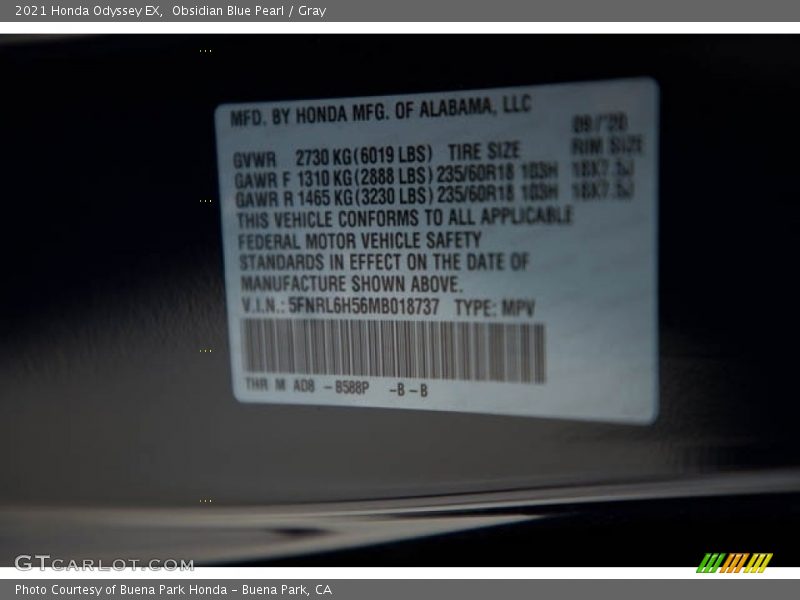 2021 Honda Odyssey EX, Obsidian Blue Pearl / Gray
MFD. BY HONDA MFG. OF ALABAMA, LLC
09/'20
GVWR 2730 KG(6019 LBS) TIRE SIZE RIM SIZE
GAWR F 1310 KG(2888 LBS) 235/60R18 103H 18X7.5J
GAWR R 1465 KG(3230 LBS) 235/60R18 103H 18X7.5J
THIS VEHICLE CONFORMS TO ALL APPLICABLE
FEDERAL MOTOR VEHICLE SAFETY
STANDARDS IN EFFECT ON THE DATE OF
MANUFACTURE SHOWN ABOVE.
V.I.N.: 5FNRL6H56MB018737 TYPE: MPV
THR M AD8 -B588P -B-B
GTCARLOT.COM
Photo Courtesy of Buena Park Honda - Buena Park, CA